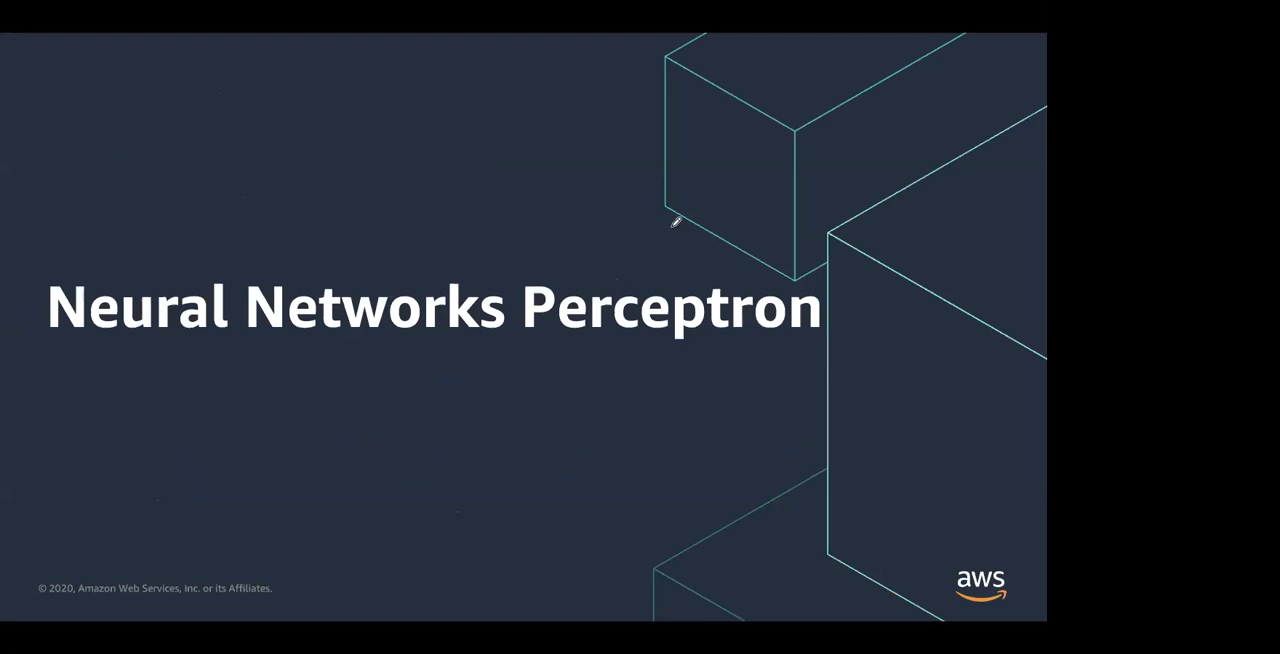 Neural Networks Perceptron
© 2020, Amazon Web Services, Inc. or its Affiliates.
aws